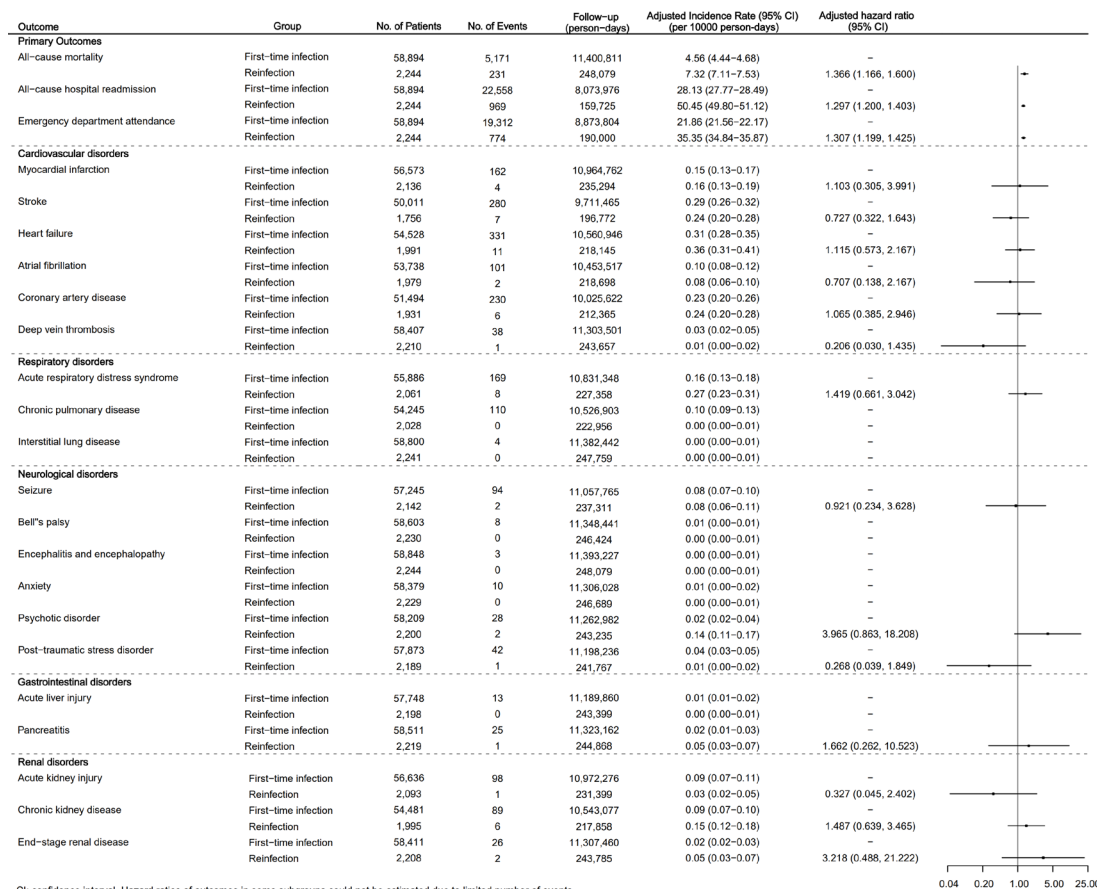 Outcome Group No. of Patients No. of Events Follow-up (person-days) Adjusted Incidence Rate (95% CI) (per 10000 person-days) Adjusted hazard ratio (95% CI)
Primary Outcomes
All-cause mortality First-time infection 58,894 5,171 11,400,811 4.56 (4.44-4.68) –
Reinfection 2,244 231 248,079 7.32 (7.11-7.53) 1.366 (1.166, 1.600)
All-cause hospital readmission First-time infection 58,894 22,558 8,073,976 28.13 (27.77-28.49) –
Reinfection 2,244 969 159,725 50.45 (49.80-51.12) 1.297 (1.200, 1.403)
Emergency department attendance First-time infection 58,894 19,312 8,873,804 21.86 (21.56-22.17) –
Reinfection 2,244 774 190,000 35.35 (34.84-35.87) 1.307 (1.199, 1.425)
Cardiovascular disorders
Myocardial infarction First-time infection 56,573 162 10,964,762 0.15 (0.13-0.17) –
Reinfection 2,136 4 235,294 0.16 (0.13-0.19) 1.103 (0.305, 3.991)
Stroke First-time infection 50,011 280 9,711,465 0.29 (0.26-0.32) –
Reinfection 1,756 7 196,772 0.24 (0.20-0.28) 0.727 (0.322, 1.643)
Heart failure First-time infection 54,528 331 10,560,946 0.31 (0.28-0.35) –
Reinfection 1,991 11 218,145 0.36 (0.31-0.41) 1.115 (0.573, 2.167)
Atrial fibrillation First-time infection 53,738 101 10,453,517 0.10 (0.08-0.12) –
Reinfection 1,979 2 218,698 0.08 (0.06-0.10) 0.707 (0.138, 2.167)
Coronary artery disease First-time infection 51,494 230 10,025,622 0.23 (0.20-0.26) –
Reinfection 1,931 6 212,365 0.24 (0.20-0.28) 1.065 (0.385, 2.946)
Deep vein thrombosis First-time infection 58,407 38 11,303,501 0.03 (0.02-0.05) –
Reinfection 2,210 1 243,657 0.01 (0.00-0.02) 0.206 (0.030, 1.435)
Respiratory disorders
Acute respiratory distress syndrome First-time infection 55,886 169 10,831,348 0.16 (0.13-0.18) –
Reinfection 2,061 8 227,358 0.27 (0.23-0.31) 1.419 (0.661, 3.042)
Chronic pulmonary disease First-time infection 54,245 110 10,526,903 0.10 (0.09-0.13) –
Reinfection 2,028 0 222,956 0.00 (0.00-0.01) –
Interstitial lung disease First-time infection 58,800 4 11,382,442 0.00 (0.00-0.01) –
Reinfection 2,241 0 247,759 0.00 (0.00-0.01) –
Neurological disorders
Seizure First-time infection 57,245 94 11,057,765 0.08 (0.07-0.10) –
Reinfection 2,142 2 237,311 0.08 (0.06-0.11) 0.921 (0.234, 3.628)
Bell"s palsy First-time infection 58,603 8 11,348,441 0.01 (0.00-0.01) –
Reinfection 2,230 0 246,424 0.00 (0.00-0.01) –
Encephalitis and encephalopathy First-time infection 58,848 3 11,393,227 0.00 (0.00-0.01) –
Reinfection 2,244 0 248,079 0.00 (0.00-0.01) –
Anxiety First-time infection 58,379 10 11,306,028 0.01 (0.00-0.02) –
Reinfection 2,229 0 246,689 0.00 (0.00-0.01) –
Psychotic disorder First-time infection 58,209 28 11,262,982 0.02 (0.02-0.04) –
Reinfection 2,200 2 243,235 0.14 (0.11-0.17) 3.965 (0.863, 18.208)
Post-traumatic stress disorder First-time infection 57,873 42 11,198,236 0.04 (0.03-0.05) –
Reinfection 2,189 1 241,767 0.01 (0.00-0.02) 0.268 (0.039, 1.849)
Gastrointestinal disorders
Acute liver injury First-time infection 57,748 13 11,189,860 0.01 (0.01-0.02) –
Reinfection 2,198 0 243,399 0.00 (0.00-0.01) –
Pancreatitis First-time infection 58,511 25 11,323,162 0.02 (0.01-0.03) –
Reinfection 2,219 1 244,868 0.05 (0.03-0.07) 1.662 (0.262, 10.523)
Renal disorders
Acute kidney injury First-time infection 56,636 98 10,972,276 0.09 (0.07-0.11) –
Reinfection 2,093 1 231,399 0.03 (0.02-0.05) 0.327 (0.045, 2.402)
Chronic kidney disease First-time infection 54,481 89 10,543,077 0.09 (0.07-0.10) –
Reinfection 1,995 6 217,858 0.15 (0.12-0.18) 1.487 (0.639, 3.465)
End-stage renal disease First-time infection 58,411 26 11,307,460 0.02 (0.02-0.03) –
Reinfection 2,208 2 243,785 0.05 (0.03-0.07) 3.218 (0.488, 21.222)
0.04 0.20 1.00 5.00 25.00